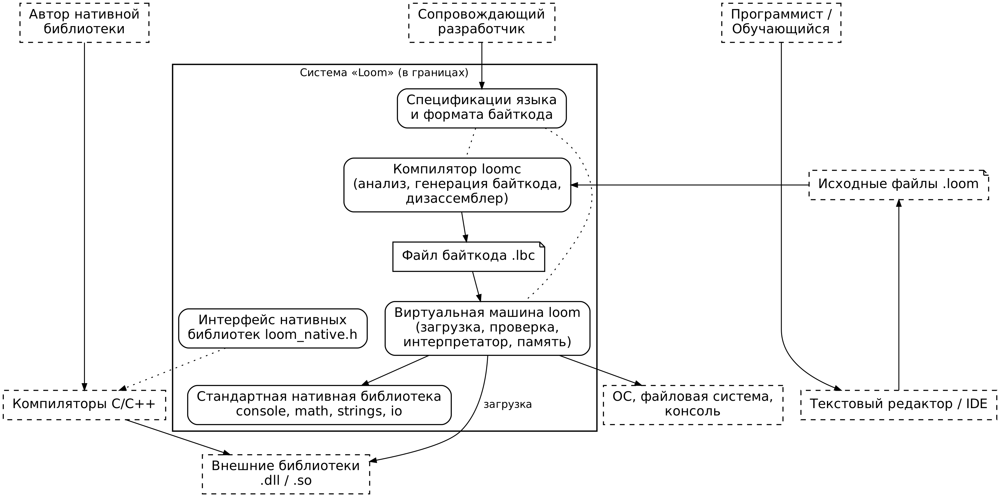 Автор нативной
библиотеки
Сопровождающий
разработчик
Программист /
Обучающийся
Система «Loom» (в границах)
Спецификации языка
и формата байткода
Компилятор loomc
(анализ, генерация байткода,
дизассемблер)
Исходные файлы .loom
Файл байткода .lbc
Интерфейс нативных
библиотек loom_native.h
Виртуальная машина loom
(загрузка, проверка,
интерпретатор, память)
Компиляторы C/C++
Стандартная нативная библиотека
console, math, strings, io
загрузка
ОС, файловая система,
консоль
Текстовый редактор / IDE
Внешние библиотеки
.dll / .so